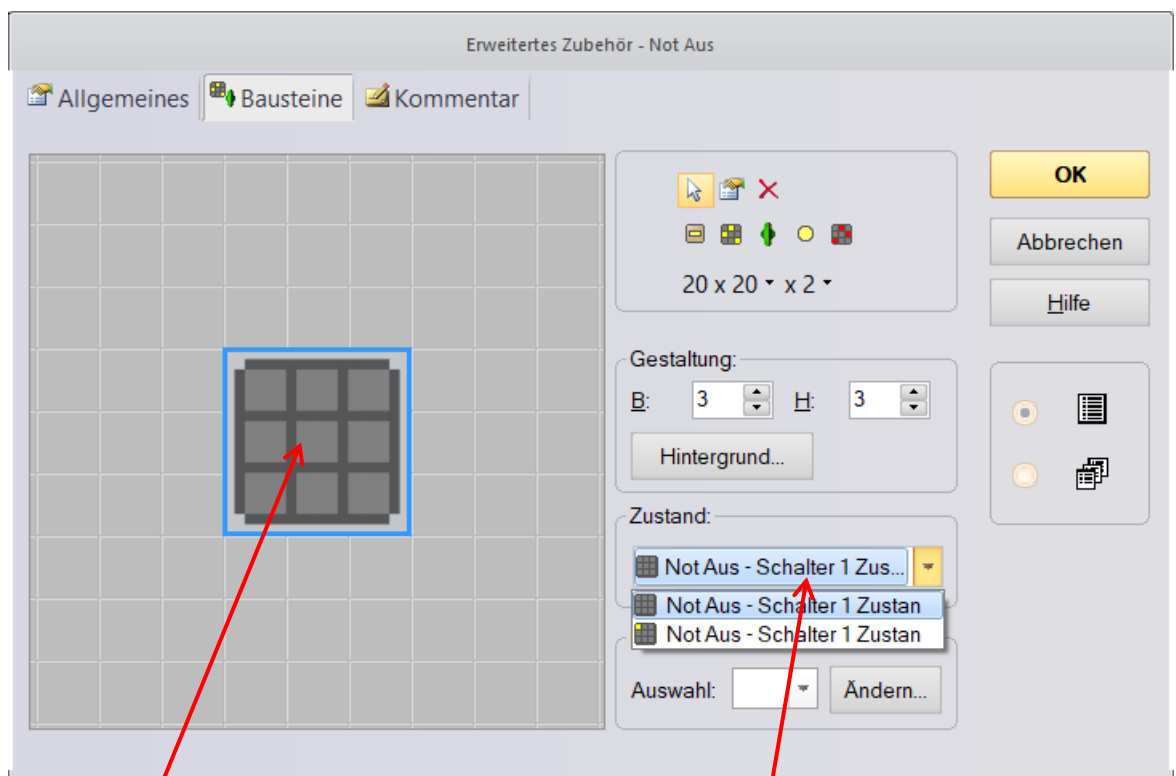 Erweitertes Zubehör - Not Aus
Allgemeines
Bausteine
Kommentar
20 x 20 x 2
OK
Abbrechen
Hilfe
Gestaltung:
B: 3 H: 3
Hintergrund...
Zustand:
Not Aus - Schalter 1 Zus...
Not Aus - Schalter 1 Zustan
Not Aus - Schalter 1 Zustan
Auswahl:
Ändern...